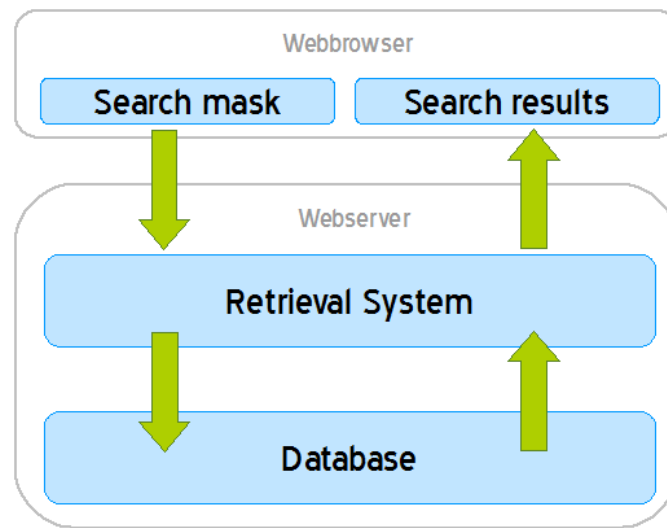 Webbrowser
Search mask
Search results
Webserver
Retrieval System
Database